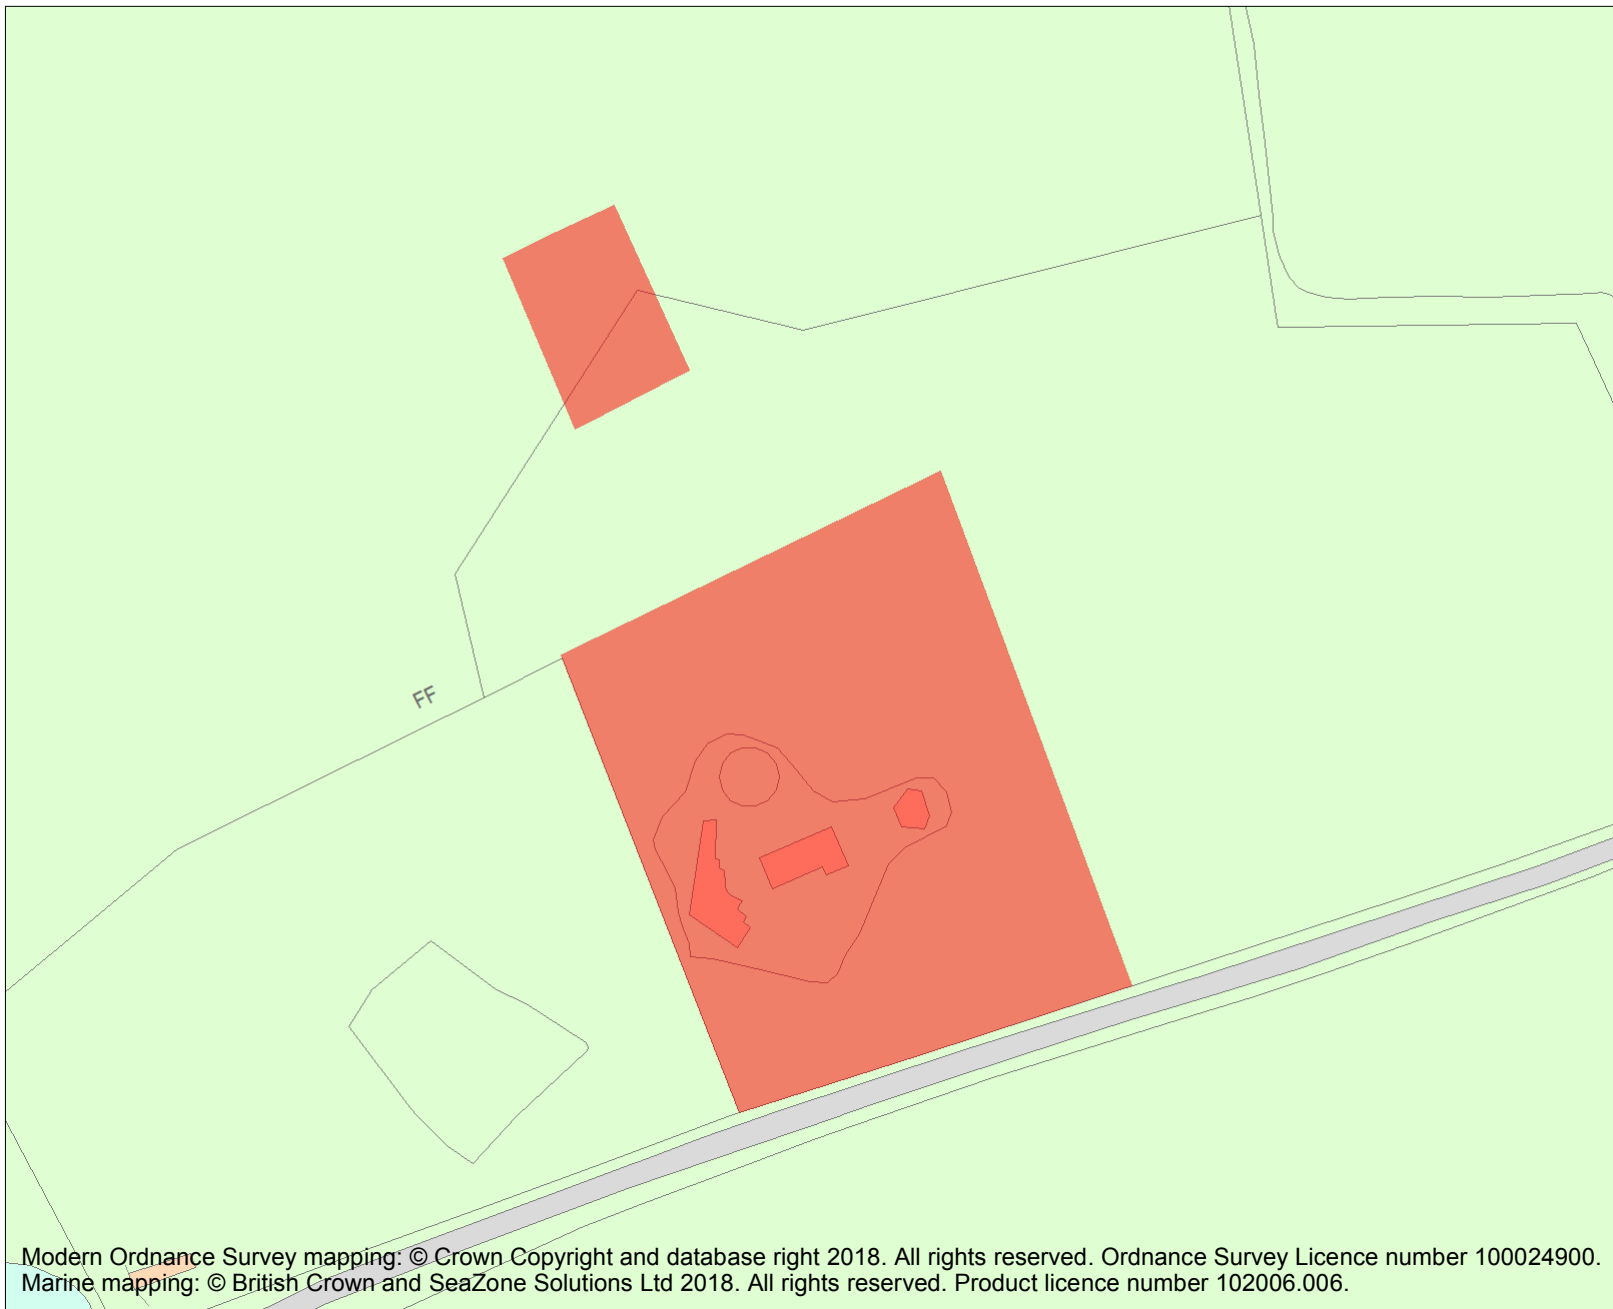 FF
Modern Ordnance Survey mapping: © Crown Copyright and database right 2018. All rights reserved. Ordnance Survey Licence number 100024900.
Marine mapping: © British Crown and SeaZone Solutions Ltd 2018. All rights reserved. Product licence number 102006.006.